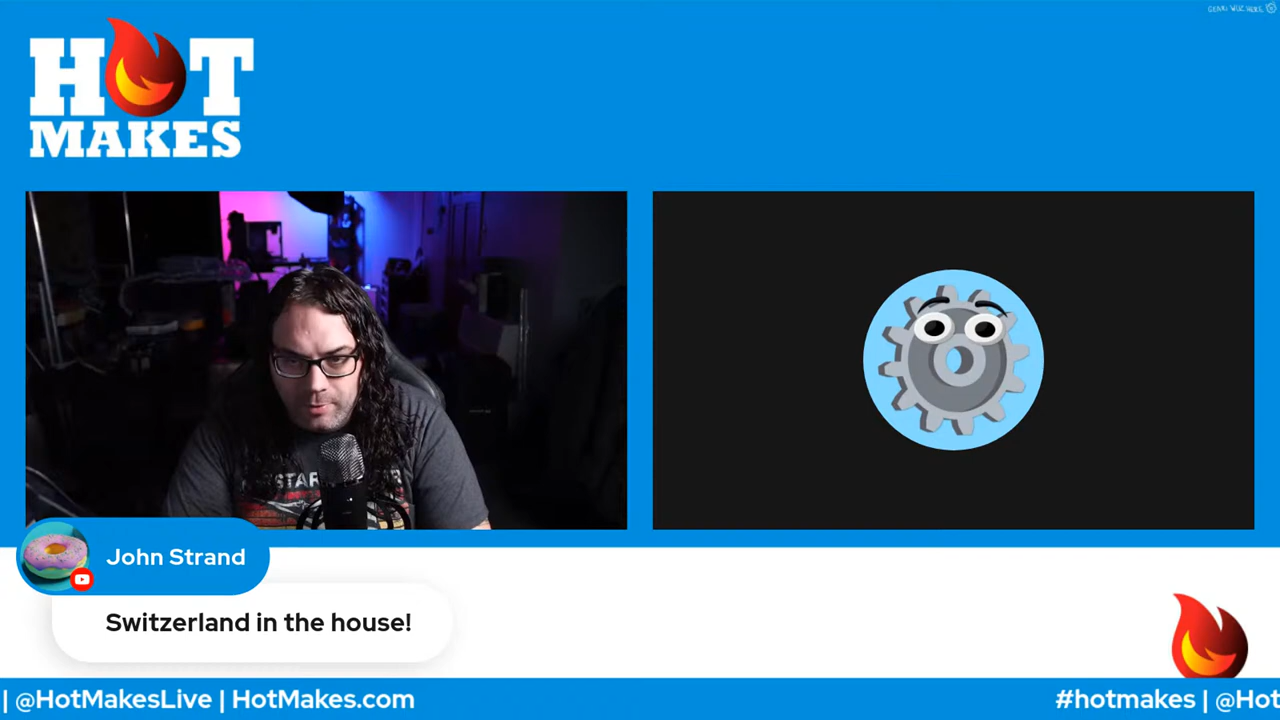 HOT
MAKES
John Strand
Switzerland in the house!
| @HotMakesLive | HotMakes.com
#hotmakes | @Hot